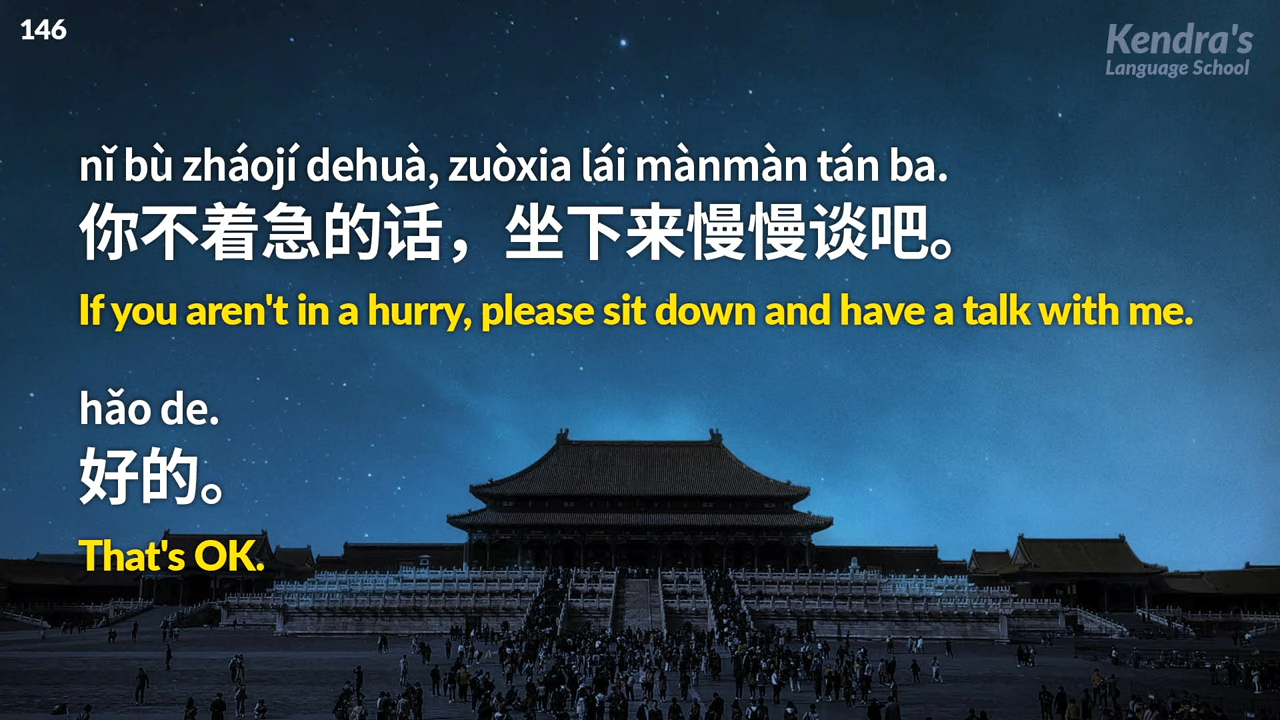 146
Kendra's
Language School
nǐ bù zháojí dehuà, zuòxia lái mànmàn tán ba.
你不着急的话，坐下来慢慢谈吧。
If you aren't in a hurry, please sit down and have a talk with me.
hǎo de.
好的。
That's OK.